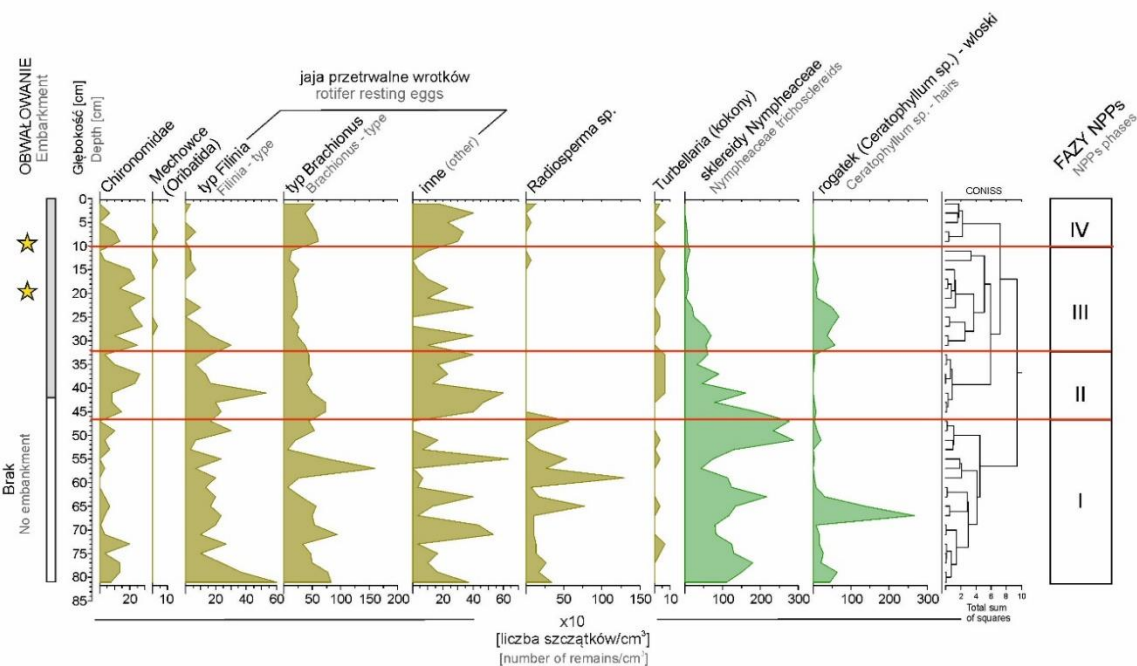 OBWAŁOWANIE
Embarkment
Głębokość [cm]
Depth [cm]
Chironomidae
Mechowce
(Oribatida)
jaja przetrwalne wrotków
rotifer resting eggs
typ Filinia
Filinia - type
typ Brachionus
Brachionus - type
inne (other)
Radiosperma sp.
Turbellaria (kokony)
sklereidy Nympheaceae
Nympheaceae trichosclereids
rogatek (Ceratophyllum sp.) - włoski
Ceratophyllum sp. - hairs
CONISS
FAZY NPPs
NPPs phases
0
5
10
15
20
25
30
35
40
45
50
55
60
65
70
75
80
85
Brak
No embankment
IV
III
II
I
20
10
20 40 60
50 100 150 200
20 40 60
50 100 150
10
100 200 300
100 200 300
2 4 6 8 10
Total sum
of squares
x10
[liczba szczątków/cm³]
[number of remains/cm³]